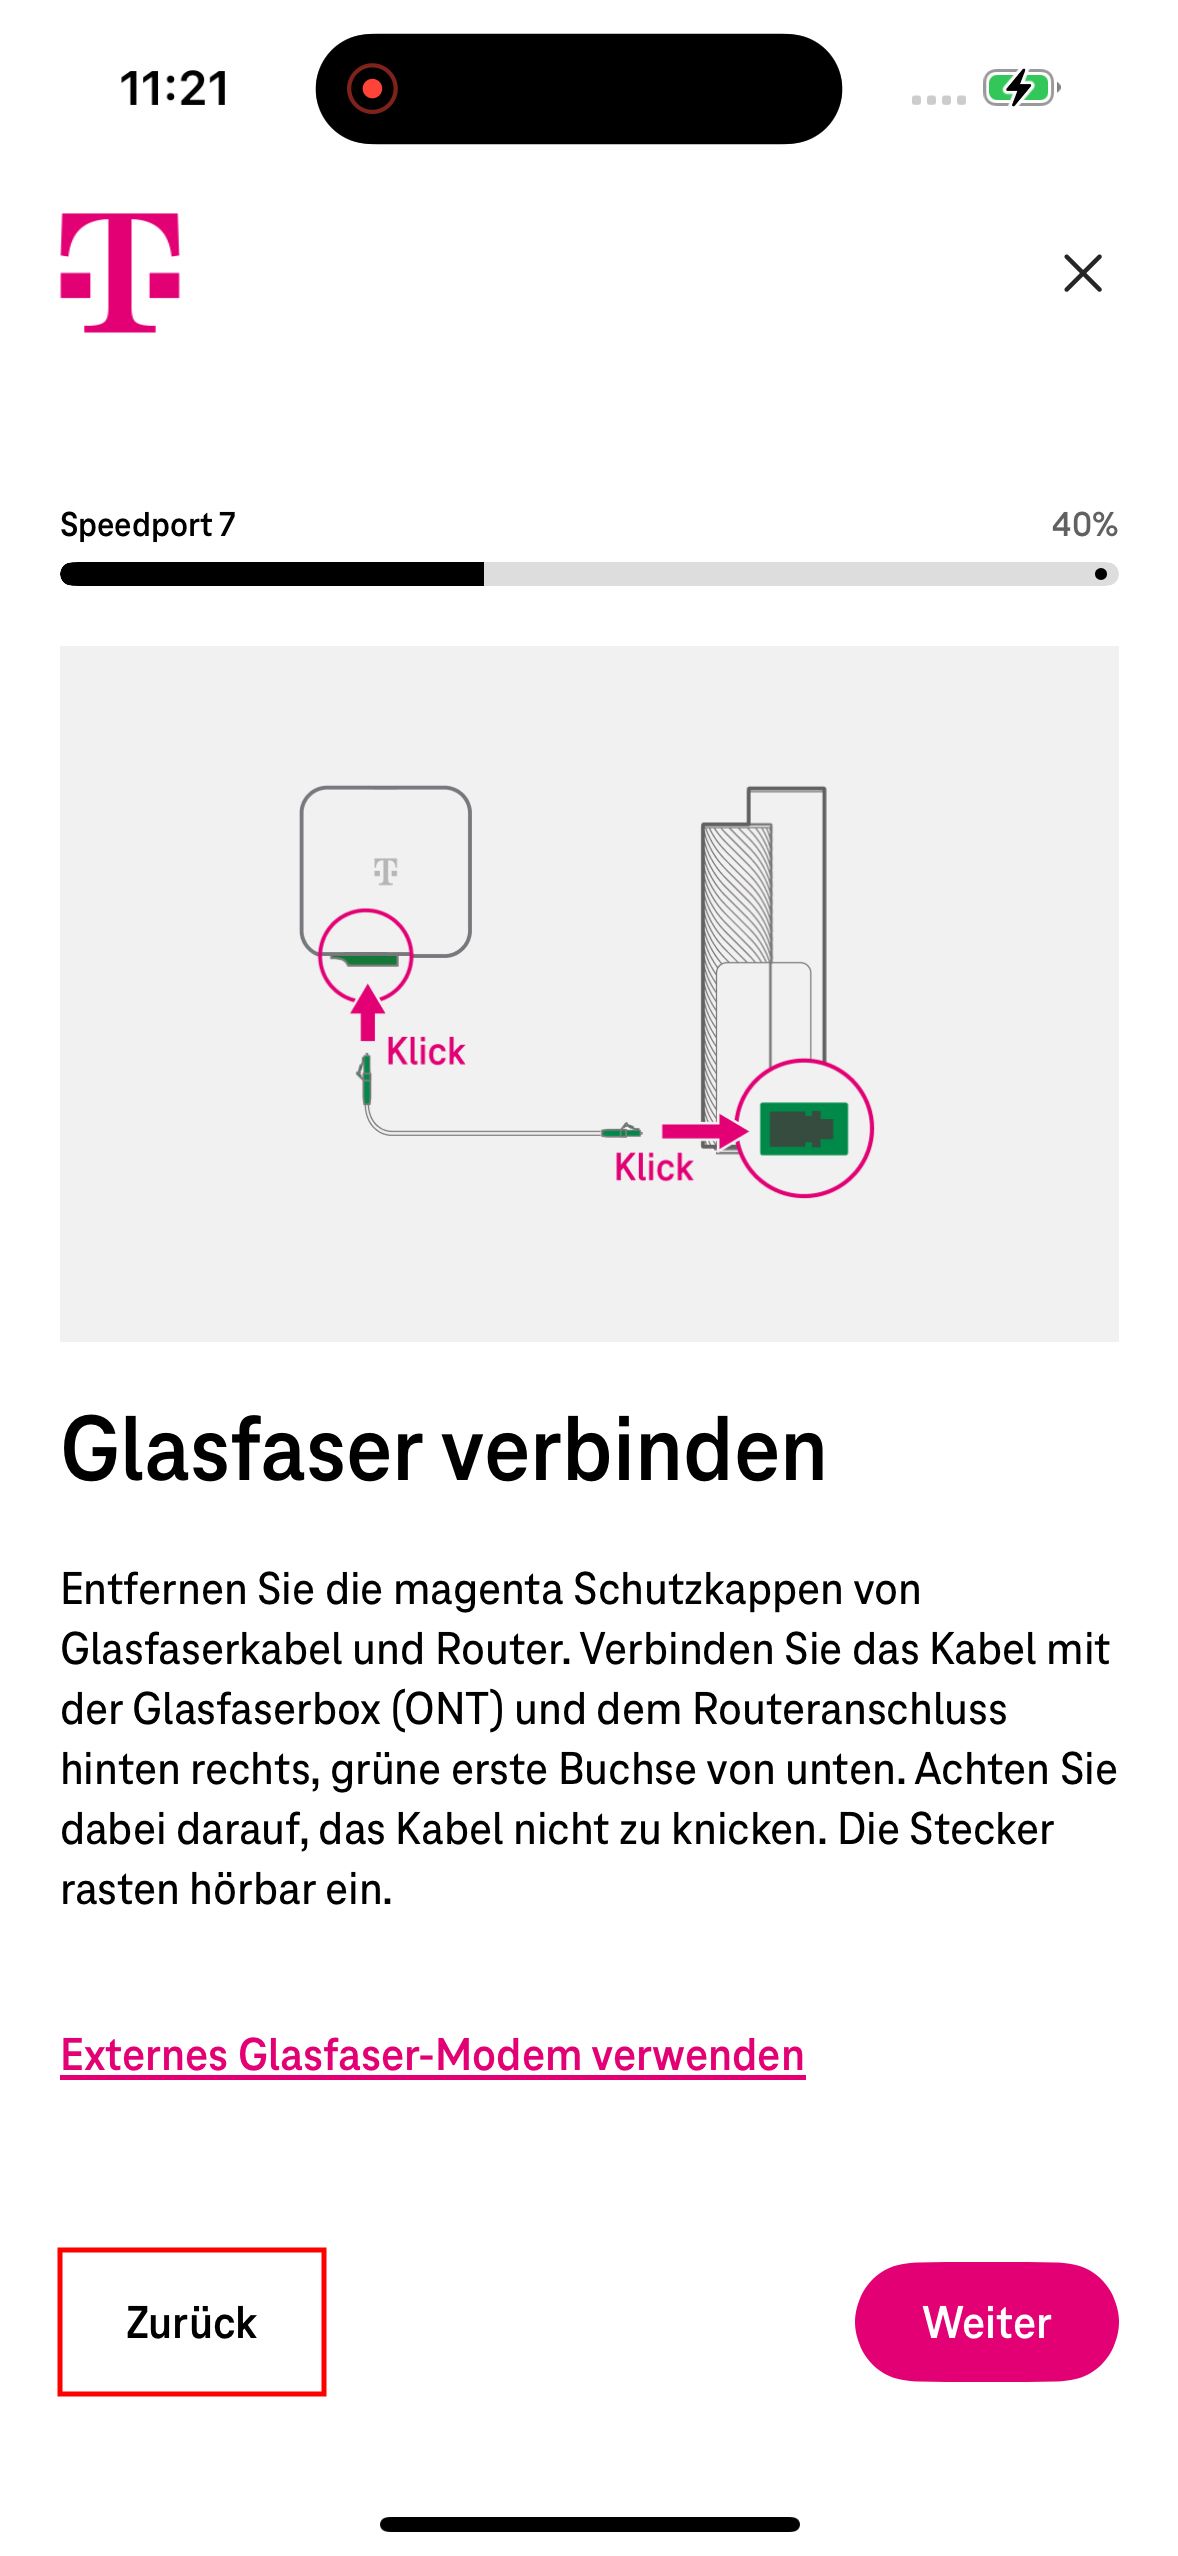 11:21
Speedport 7
40%
Klick
Klick
Glasfaser verbinden
Entfernen Sie die magenta Schutzkappen von
Glasfaserkabel und Router. Verbinden Sie das Kabel mit
der Glasfaserbox (ONT) und dem Routeranschluss
hinten rechts, grüne erste Buchse von unten. Achten Sie
dabei darauf, das Kabel nicht zu knicken. Die Stecker
rasten hörbar ein.
Externes Glasfaser-Modem verwenden
Zurück
Weiter